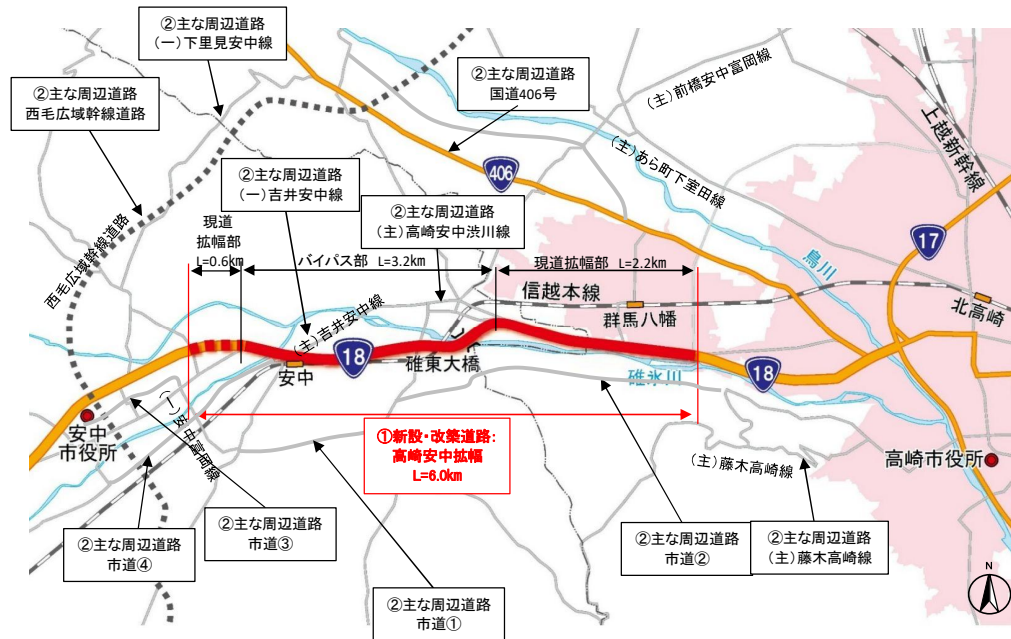 ②主な周辺道路
(一)下里見安中線
②主な周辺道路
西毛広域幹線道路
②主な周辺道路
国道406号
(主)前橋安中富岡線
上越新幹線
(主)あら町下室田線
406
②主な周辺道路
(一)吉井安中線
②主な周辺道路
(主)高崎安中渋川線
17
烏川
西毛広域幹線道路
現道
拡幅部
L=0.6km
バイパス部 L=3.2km
現道拡幅部 L=2.2km
信越本線
群馬八幡
北高崎
(主)吉井安中線
18
安中
碓東大橋
碓氷川
18
安中
市役所
(一)安中高岡線
①新設・改築道路:
高崎安中拡幅
L=6.0km
(主)藤木高崎線
高崎市役所
②主な周辺道路
市道④
②主な周辺道路
市道③
②主な周辺道路
市道①
②主な周辺道路
市道②
②主な周辺道路
(主)藤木高崎線
N